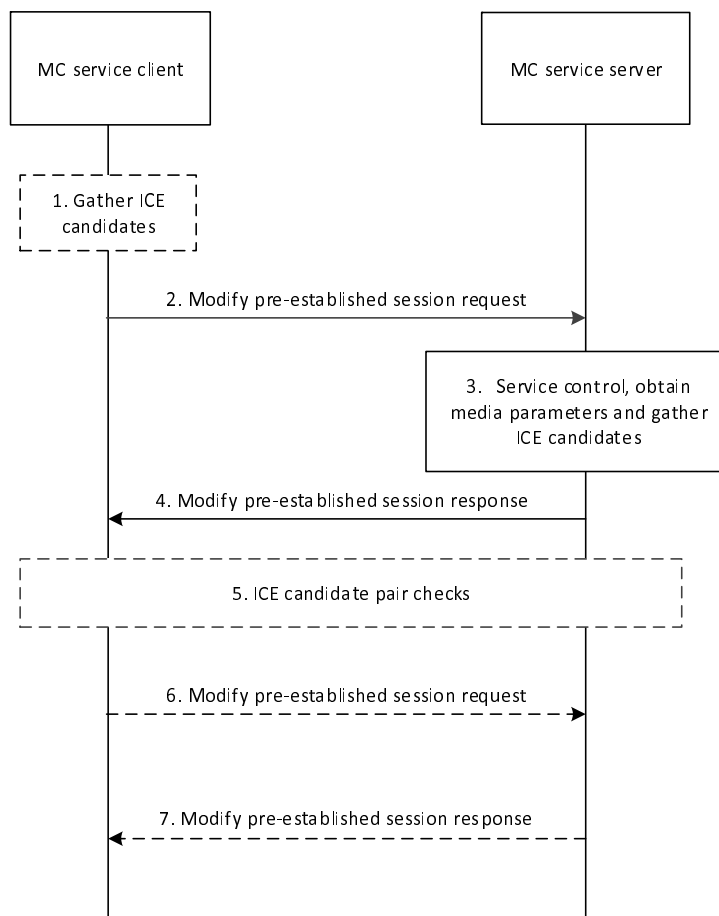 MC service client
MC service server
1. Gather ICE
candidates
2. Modify pre-established session request
3. Service control, obtain
media parameters and gather
ICE candidates
4. Modify pre-established session response
5. ICE candidate pair checks
6. Modify pre-established session request
7. Modify pre-established session response